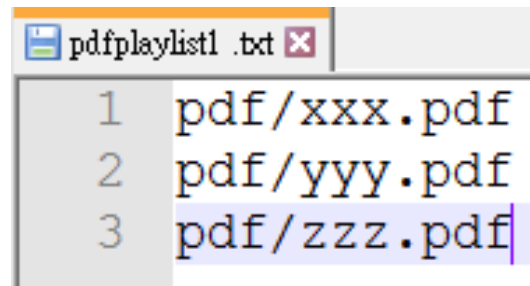 pdfplaylist1 .txt
1 pdf/xxx.pdf
2 pdf/yyy.pdf
3 pdf/zzz.pdf